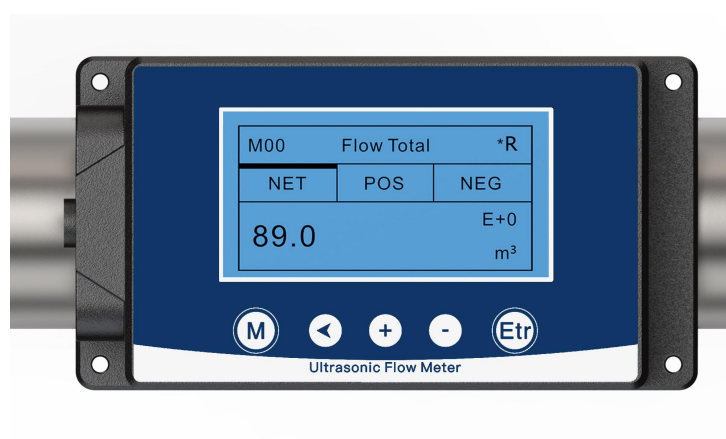 M00 Flow Total *R
NET POS NEG
89.0 E+0
m³
M < + - Etr
Ultrasonic Flow Meter